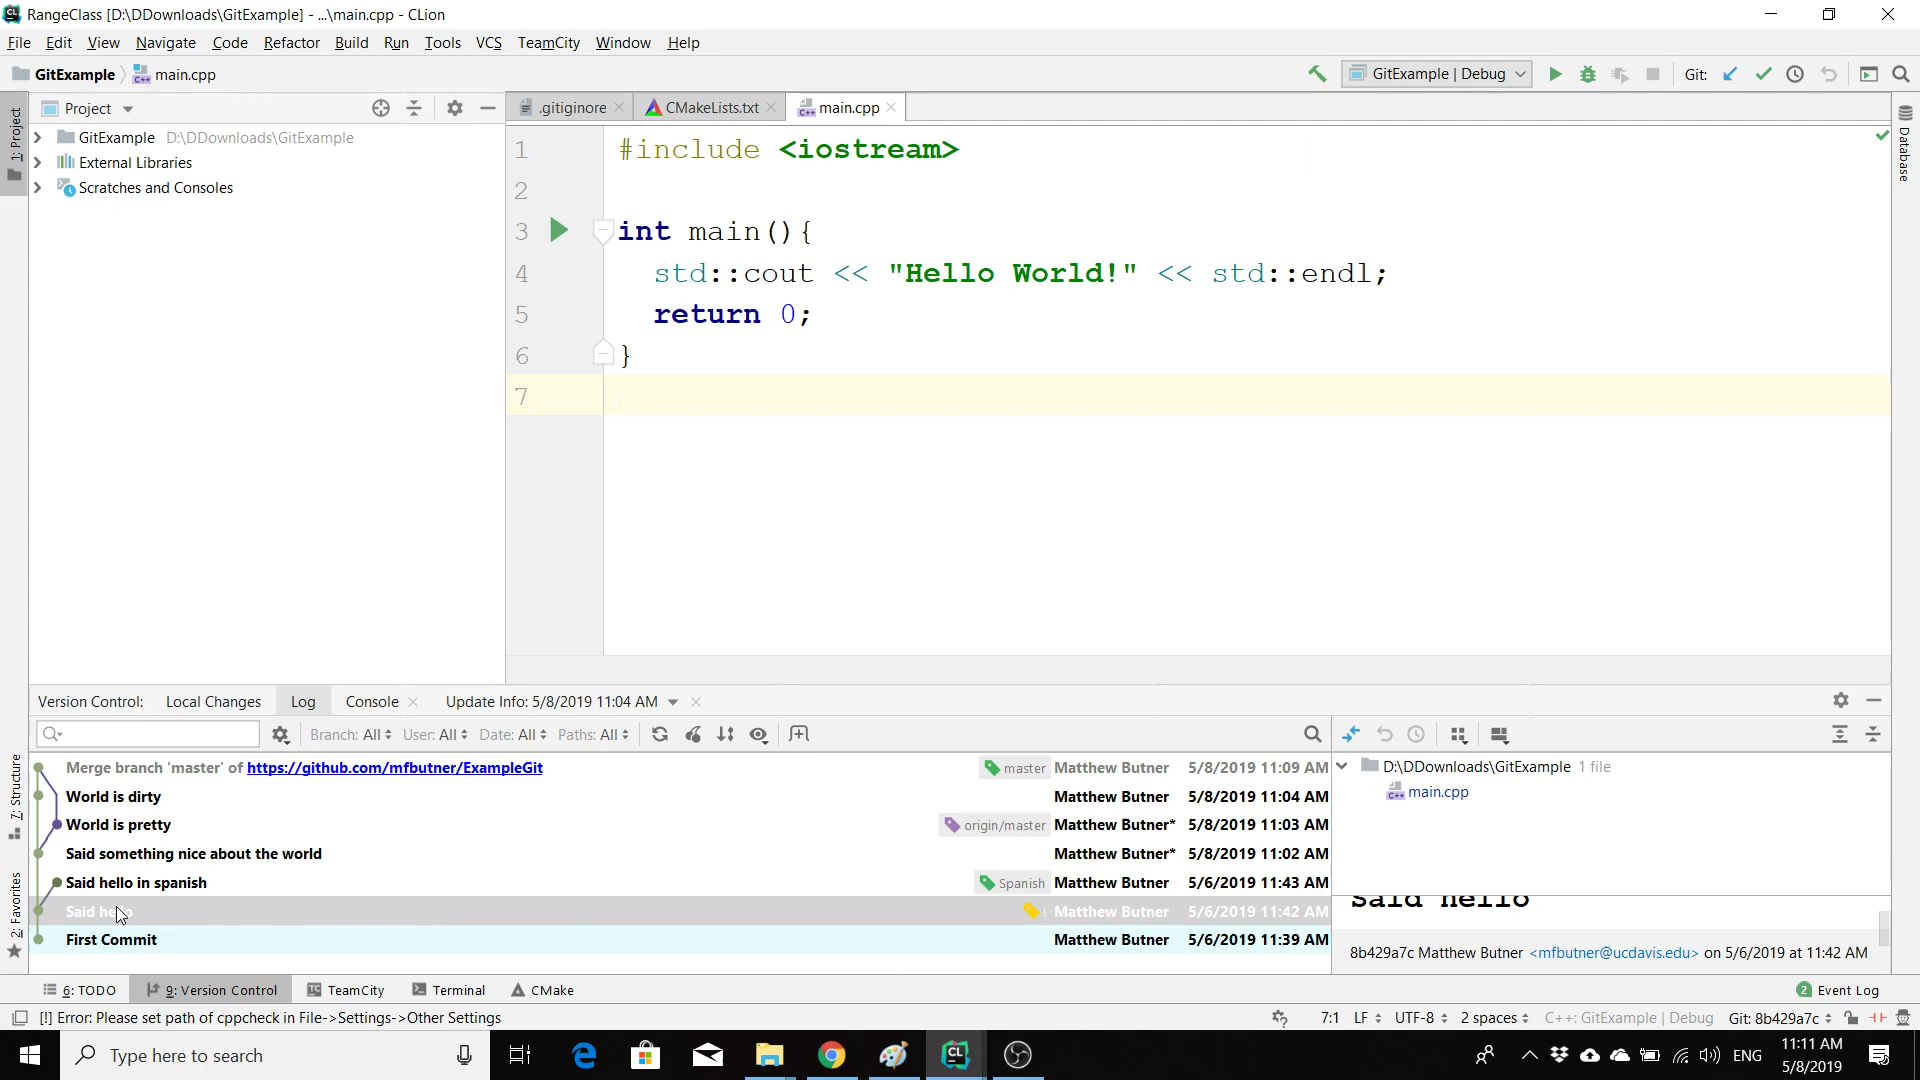 RangeClass [D:\DDownloads\GitExample] - ...\main.cpp - CLion
File Edit View Navigate Code Refactor Build Run Tools VCS TeamCity Window Help
GitExample main.cpp GitExample | Debug Git:
1: Project
Project
.gitiginore CMakeLists.txt main.cpp
Database
GitExample D:\DDownloads\GitExample
External Libraries
Scratches and Consoles
1 #include <iostream>
2
3 int main(){
4 std::cout << "Hello World!" << std::endl;
5 return 0;
6 }
7
Version Control: Local Changes Log Console Update Info: 5/8/2019 11:04 AM
Branch: All User: All Date: All Paths: All
Merge branch 'master' of https://github.com/mfbutner/ExampleGit master Matthew Butner 5/8/2019 11:09 AM
World is dirty Matthew Butner 5/8/2019 11:04 AM
World is pretty origin/master Matthew Butner* 5/8/2019 11:03 AM
Said something nice about the world Matthew Butner* 5/8/2019 11:02 AM
Said hello in spanish Spanish Matthew Butner 5/6/2019 11:43 AM
Said hello ! Matthew Butner 5/6/2019 11:42 AM
First Commit Matthew Butner 5/6/2019 11:39 AM
D:\DDownloads\GitExample 1 file
main.cpp
Said hello
8b429a7c Matthew Butner <mfbutner@ucdavis.edu> on 5/6/2019 at 11:42 AM
7: Structure
2: Favorites
6: TODO 9: Version Control TeamCity Terminal CMake 2 Event Log
[!] Error: Please set path of cppcheck in File->Settings->Other Settings 7:1 LF UTF-8 2 spaces C++: GitExample | Debug Git: 8b429a7c
Type here to search ENG 11:11 AM
5/8/2019